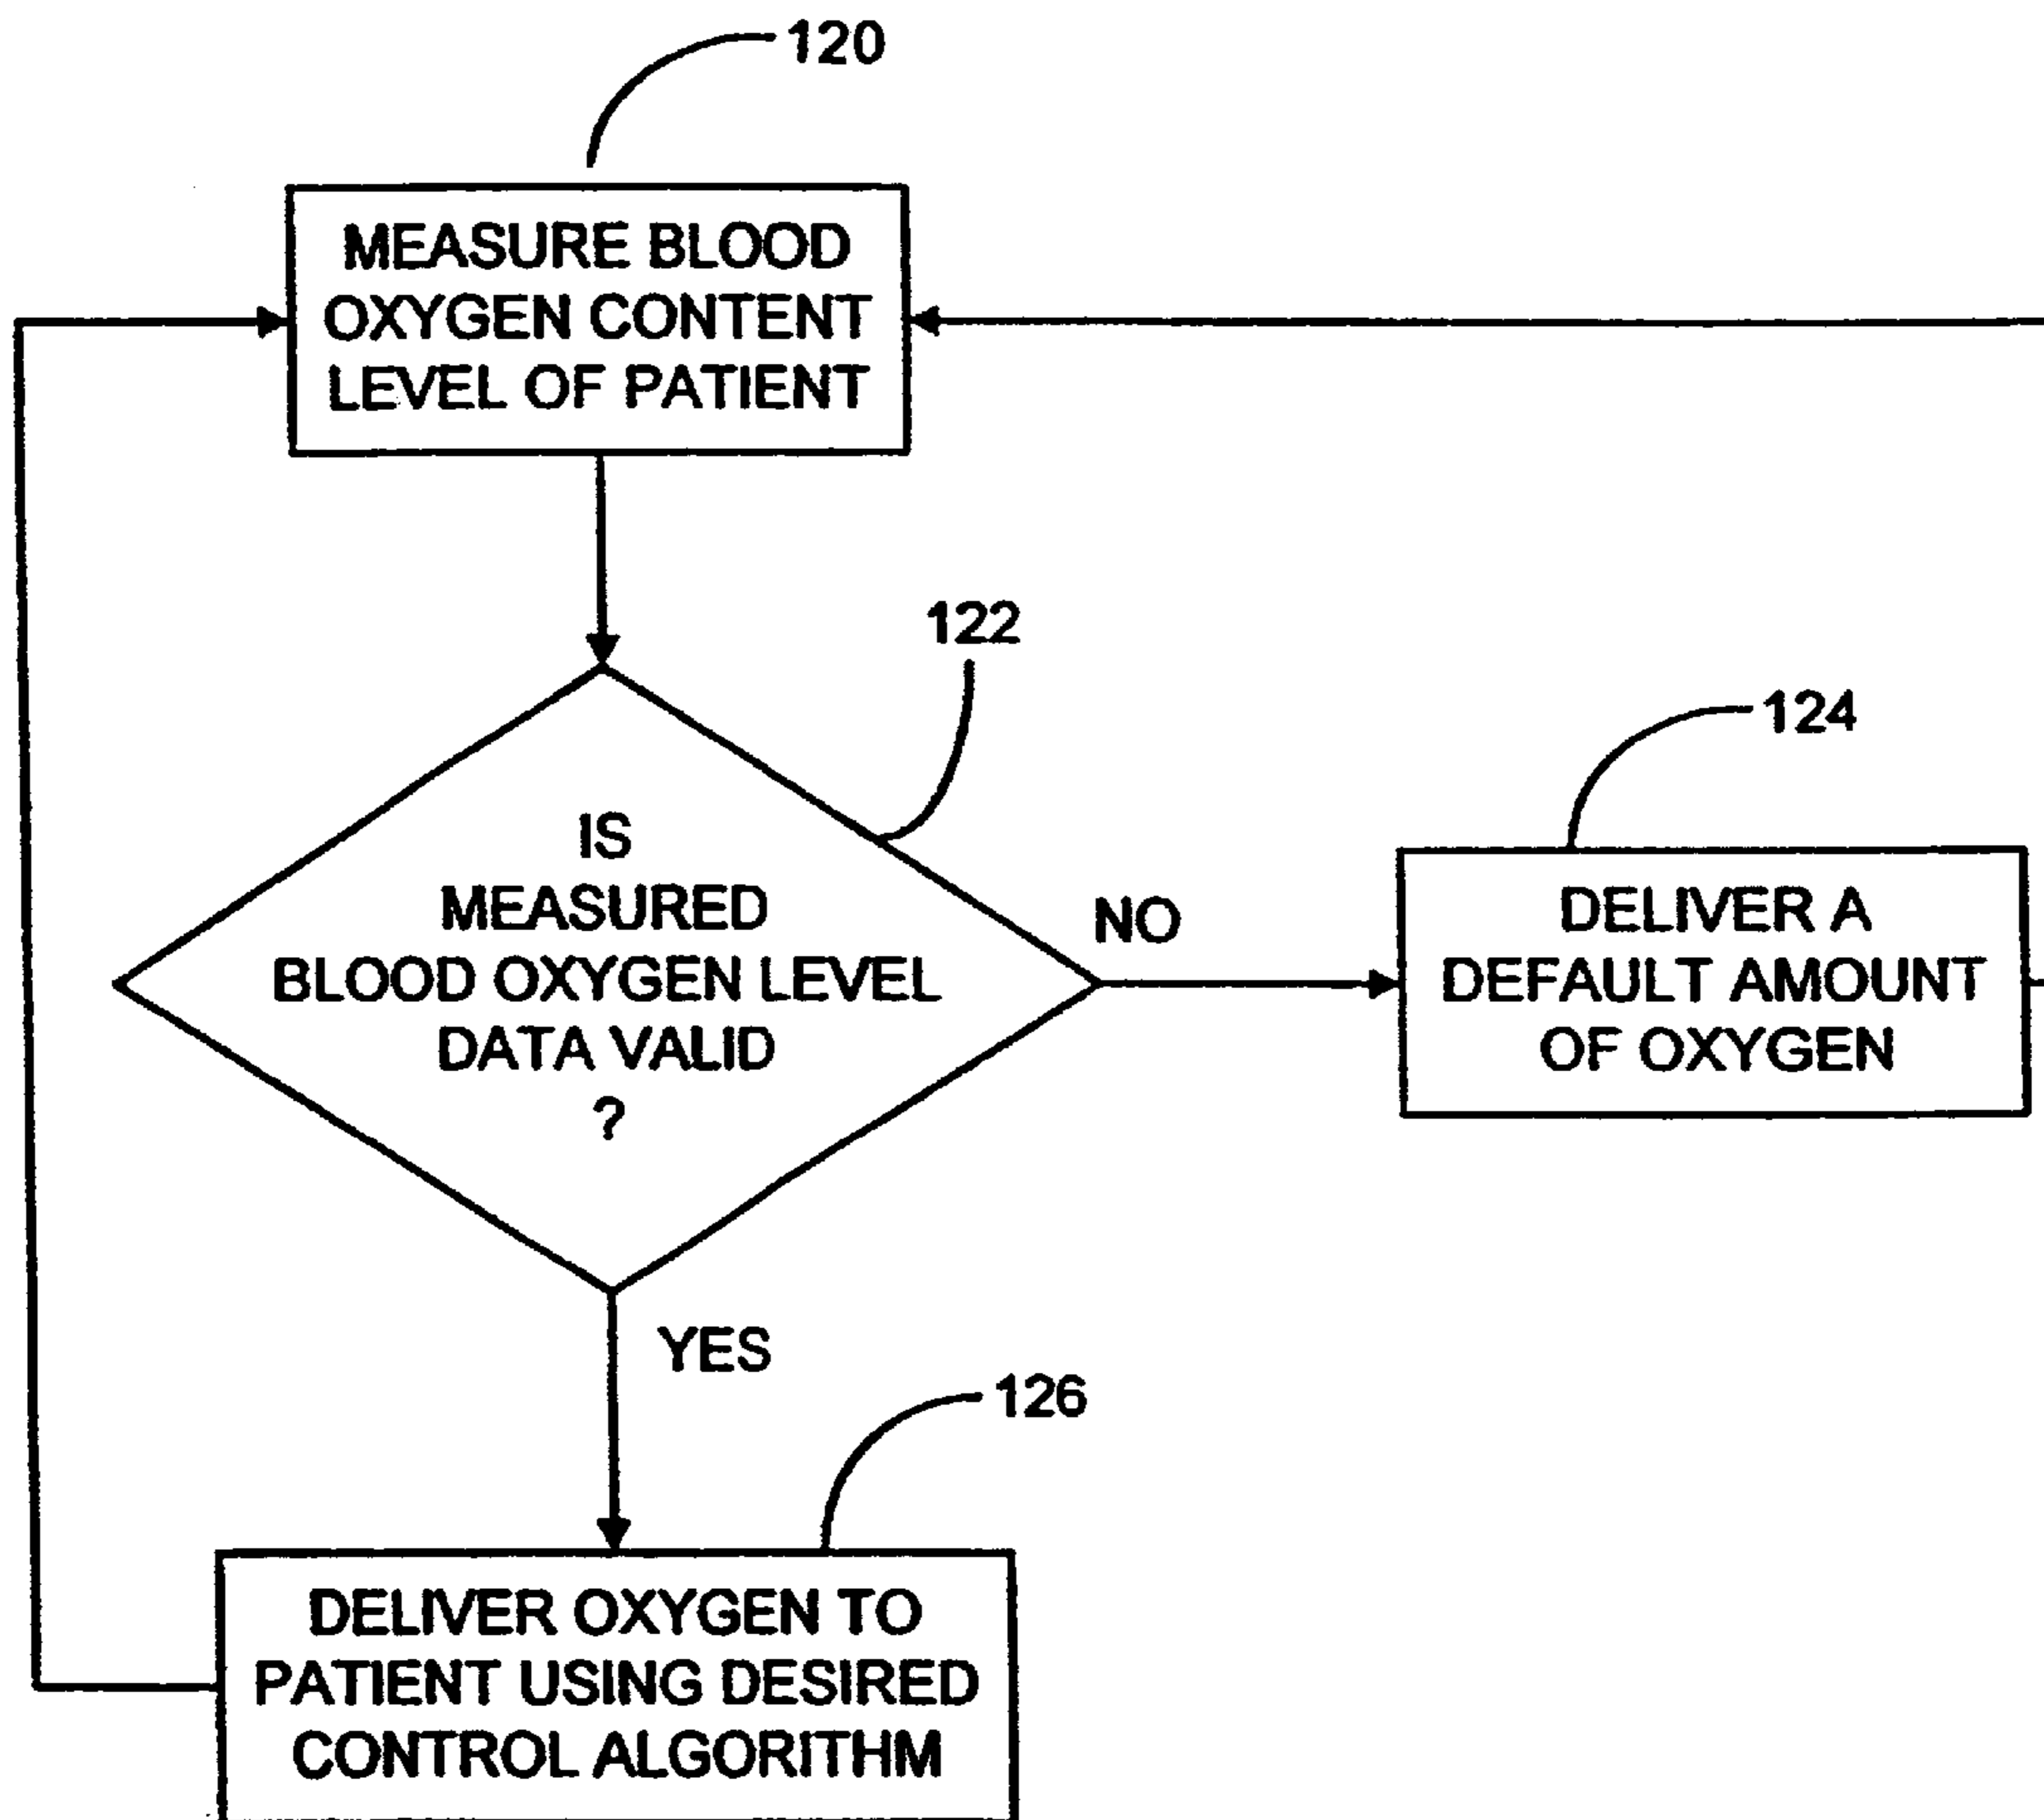 120
MEASURE BLOOD
OXYGEN CONTENT
LEVEL OF PATIENT
122
IS
MEASURED
BLOOD OXYGEN LEVEL
DATA VALID
?
NO
124
DELIVER A
DEFAULT AMOUNT
OF OXYGEN
YES
126
DELIVER OXYGEN TO
PATIENT USING DESIRED
CONTROL ALGORITHM